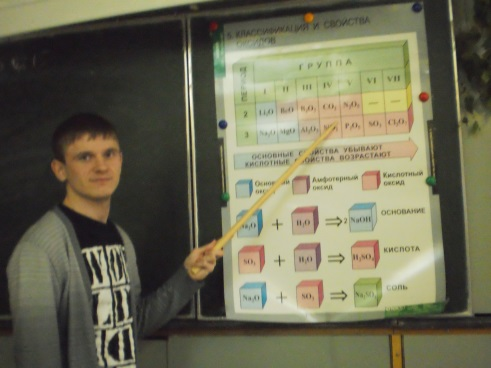 5. КЛАССИФИКАЦИЯ И СВОЙСТВА
ОКСИДОВ
ПЕРИОД
ГРУППА
I II III IV V VI VII
2 Li₂O BeO B₂O₃ CO₂ N₂O₅ — —
3 Na₂O MgO Al₂O₃ SiO₂ P₂O₅ SO₃ Cl₂O₇
ОСНОВНЫЕ СВОЙСТВА УБЫВАЮТ
КИСЛОТНЫЕ СВОЙСТВА ВОЗРАСТАЮТ
Основный оксид
Амфотерный оксид
Кислотный оксид
Na₂O + H₂O ⇒ 2 NaOH ОСНОВАНИЕ
SO₃ + H₂O ⇒ H₂SO₄ КИСЛОТА
Na₂O + SO₃ ⇒ Na₂SO₄ СОЛЬ